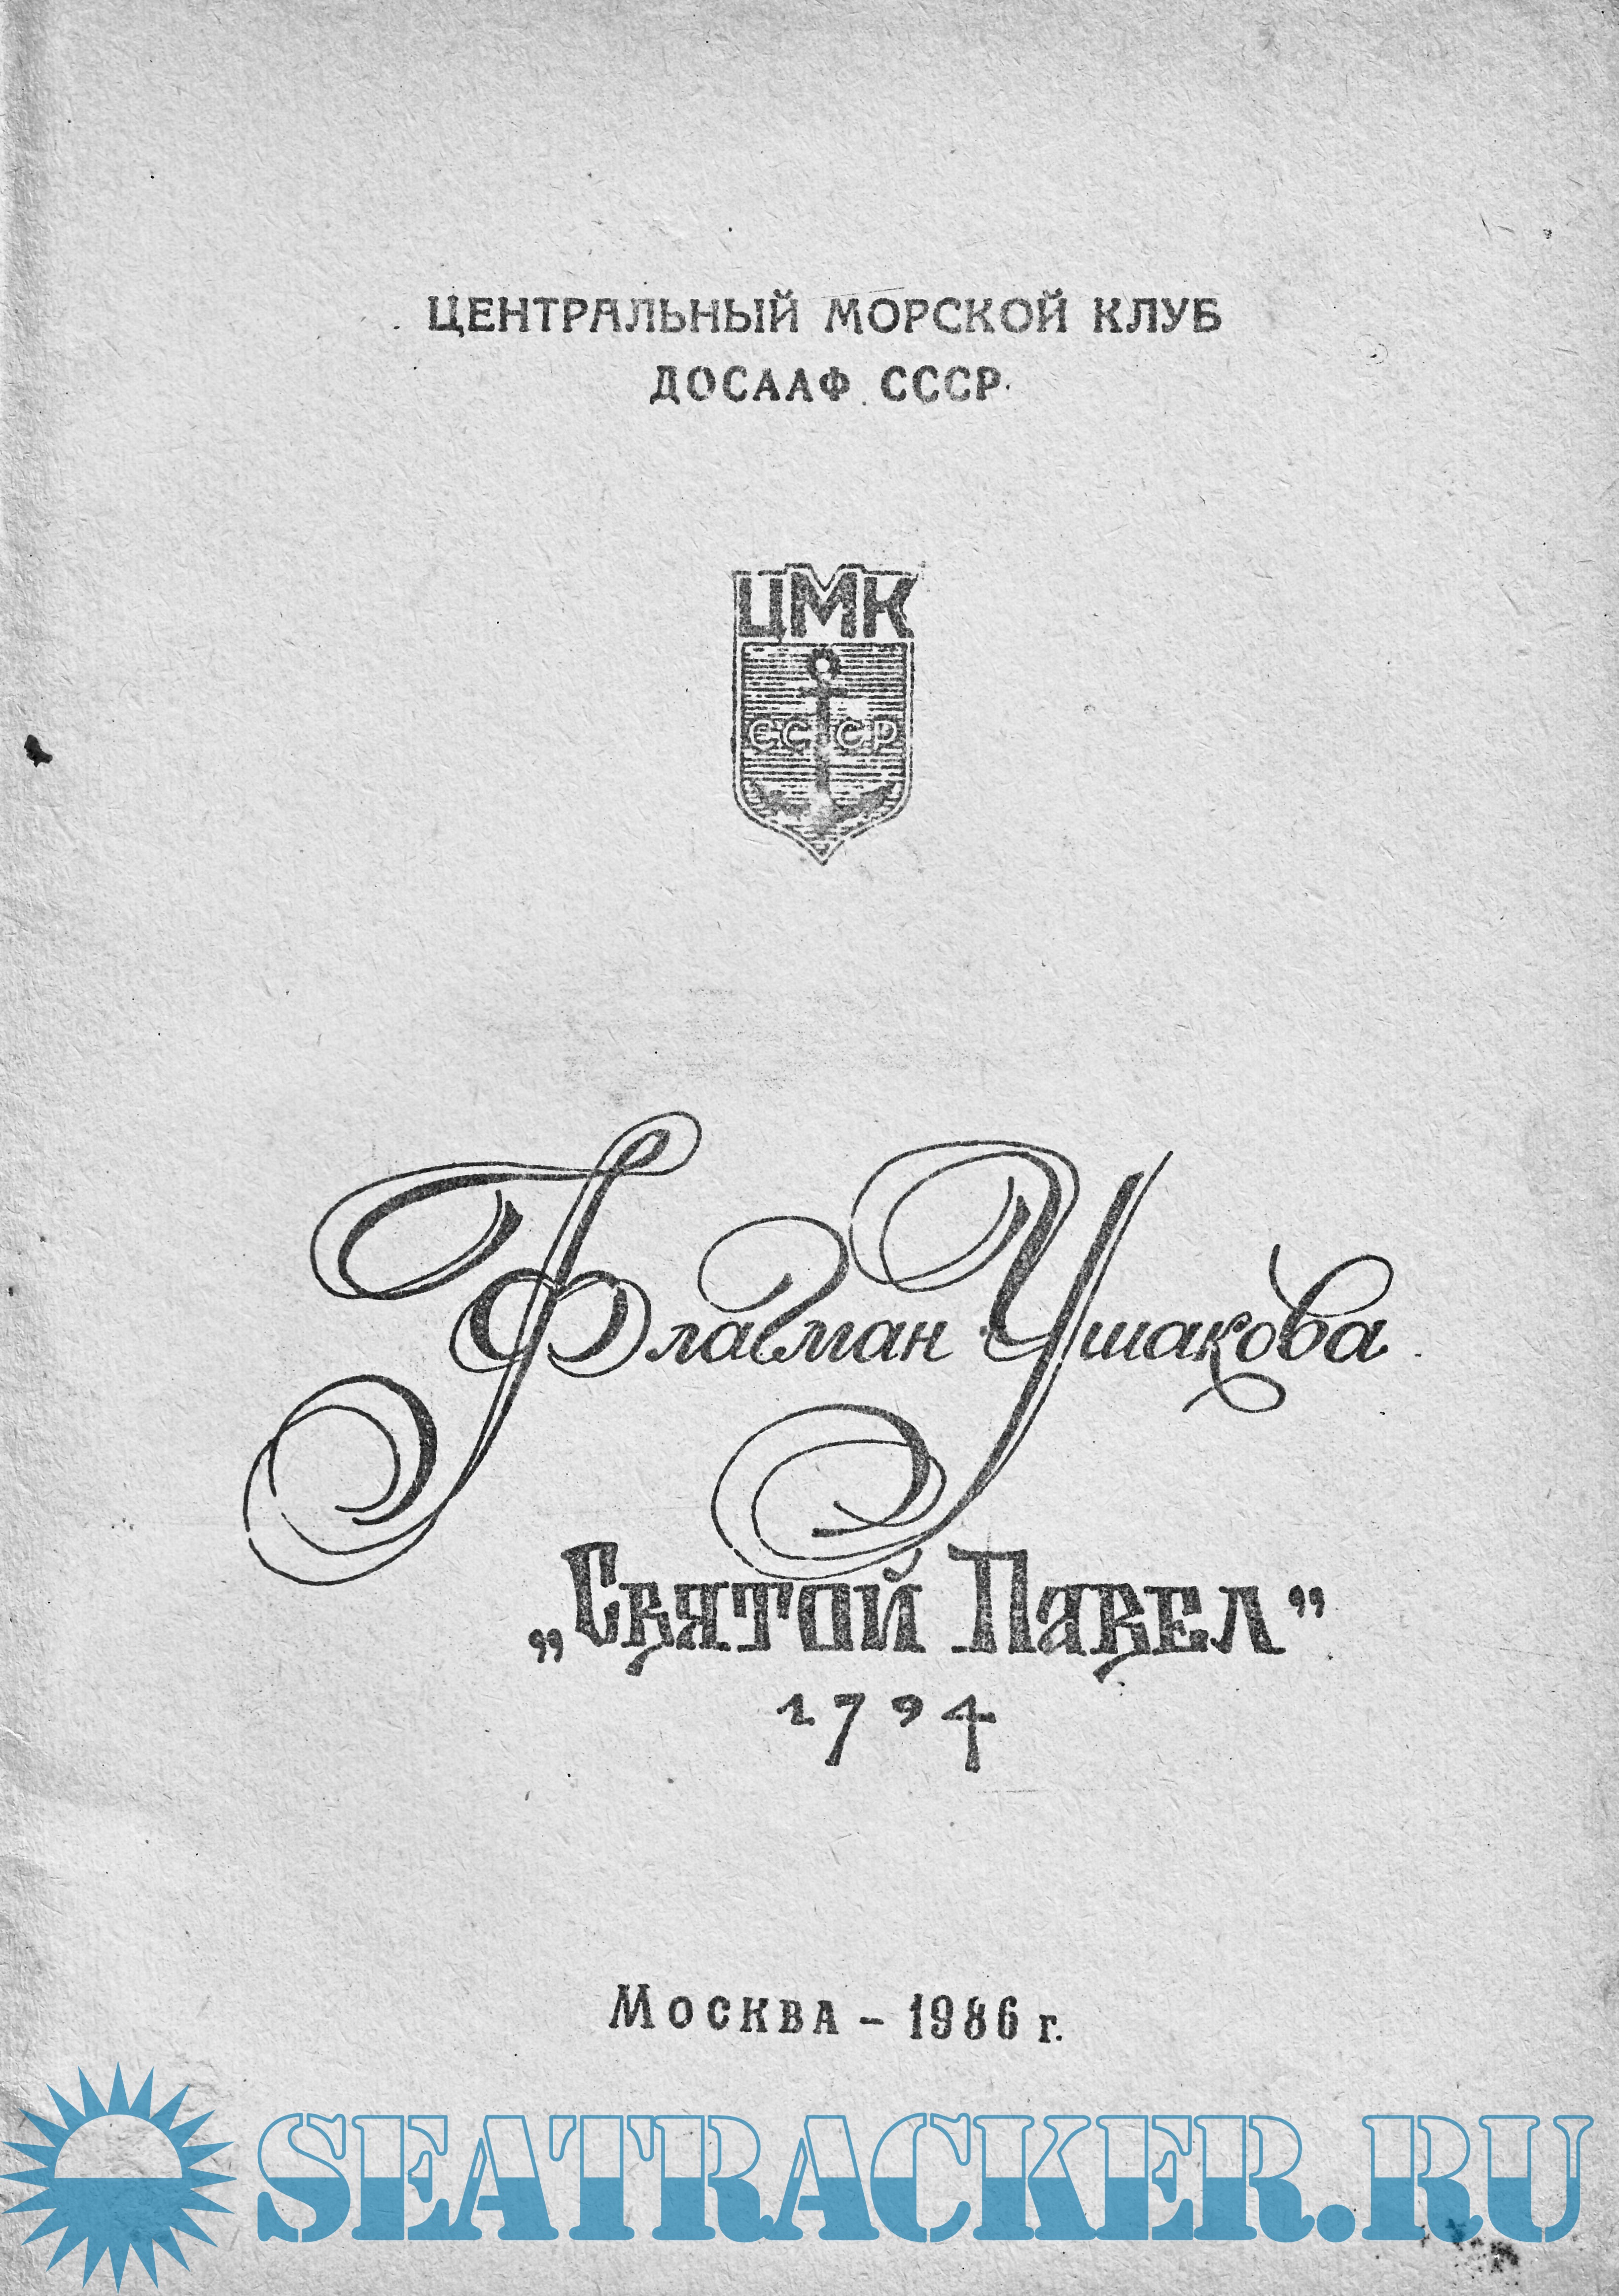 ЦЕНТРАЛЬНЫЙ МОРСКОЙ КЛУБ
ДОСААФ СССР
ЦМК
СССР
Флагман Ушакова
„Святой Павел”
1794
Москва – 1986 г.
SEATRACKER.RU